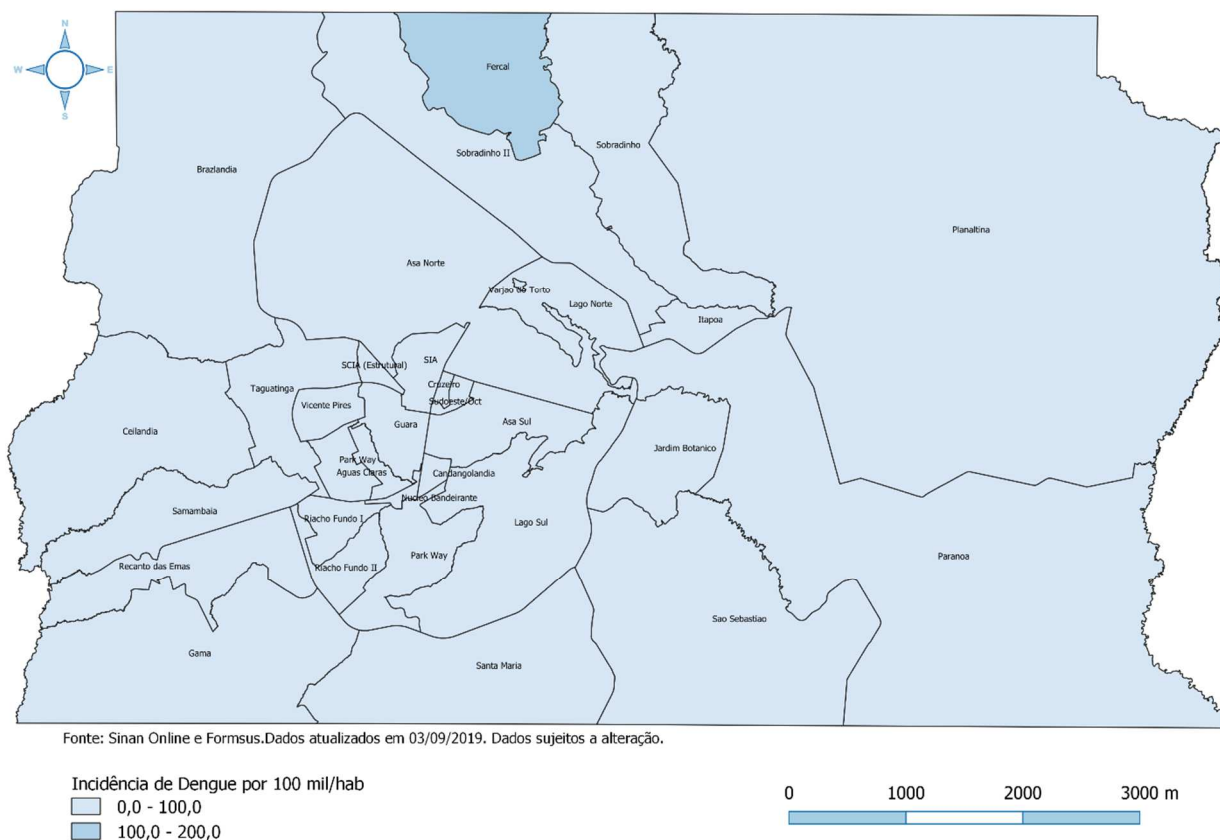 N
W E
S
Fercal
Sobradinho
Sobradinho II
Brazlandia
Planaltina
Asa Norte
Varjao do Torto
Lago Norte
Itapoa
SCIA (Estrutural)
SIA
Taguatinga
Cruzeiro
Sudoeste/Oct
Vicente Pires
Guara
Asa Sul
Ceilandia
Jardim Botanico
Park Way
Aguas Claras
Candangolandia
Nucleo Bandeirante
Samambaia
Riacho Fundo I
Lago Sul
Park Way
Paranoa
Recanto das Emas
Riacho Fundo II
Sao Sebastiao
Gama
Santa Maria
Fonte: Sinan Online e Formsus.Dados atualizados em 03/09/2019. Dados sujeitos a alteração.
Incidência de Dengue por 100 mil/hab
0,0 - 100,0
100,0 - 200,0
0 1000 2000 3000 m